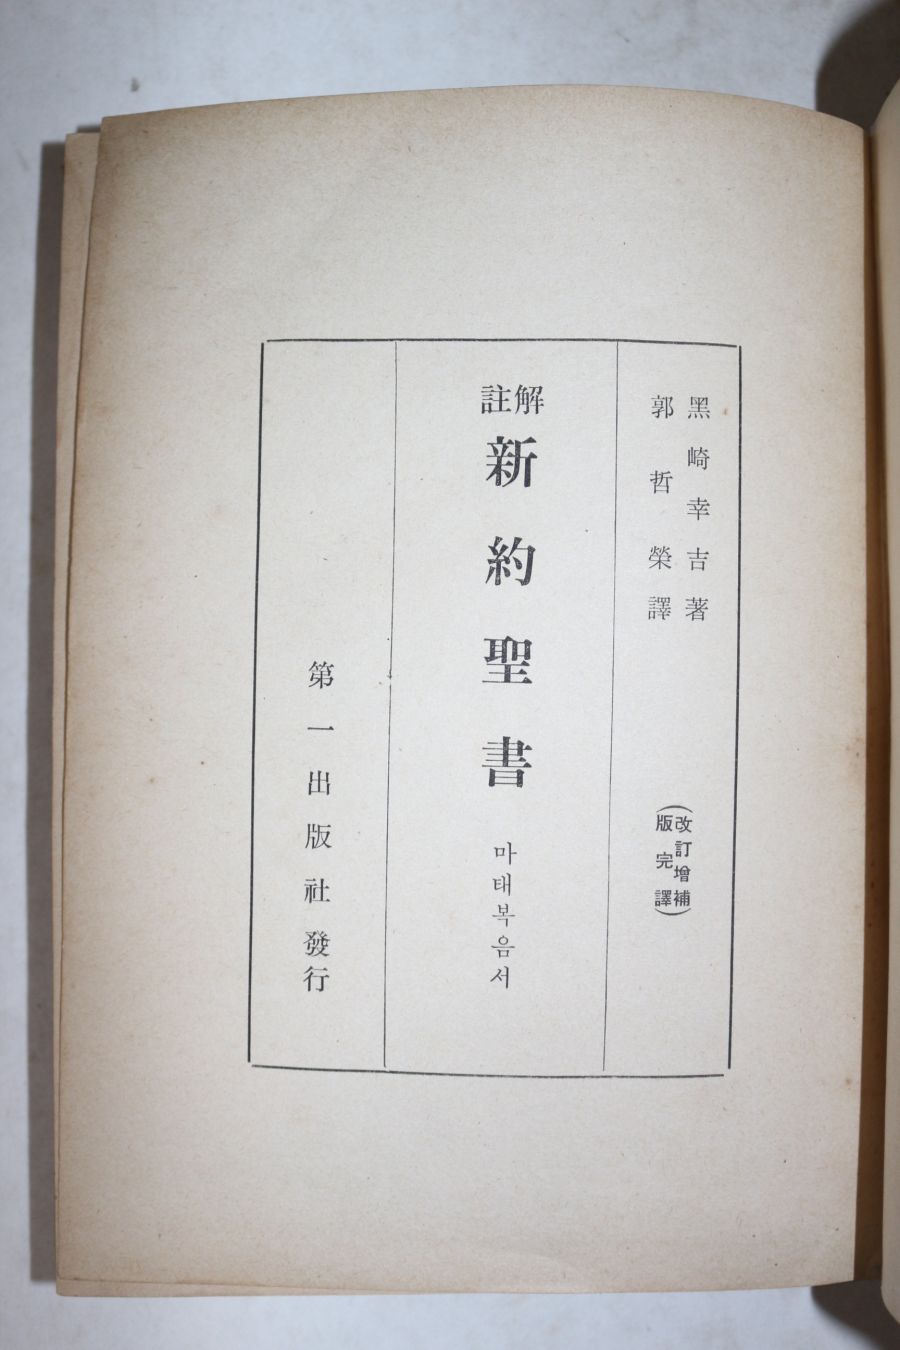 黑崎幸吉著
郭哲榮譯
(改訂增補
版完譯)
解註
新約聖書
마태복음서
第一出版社發行